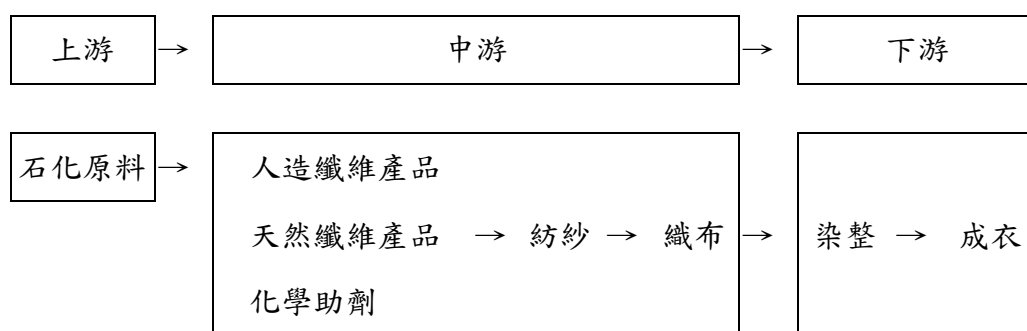 上游 → 中游 → 下游
石化原料 → 人造纖維產品
天然纖維產品 → 紡紗 → 織布 → 染整 → 成衣
化學助劑